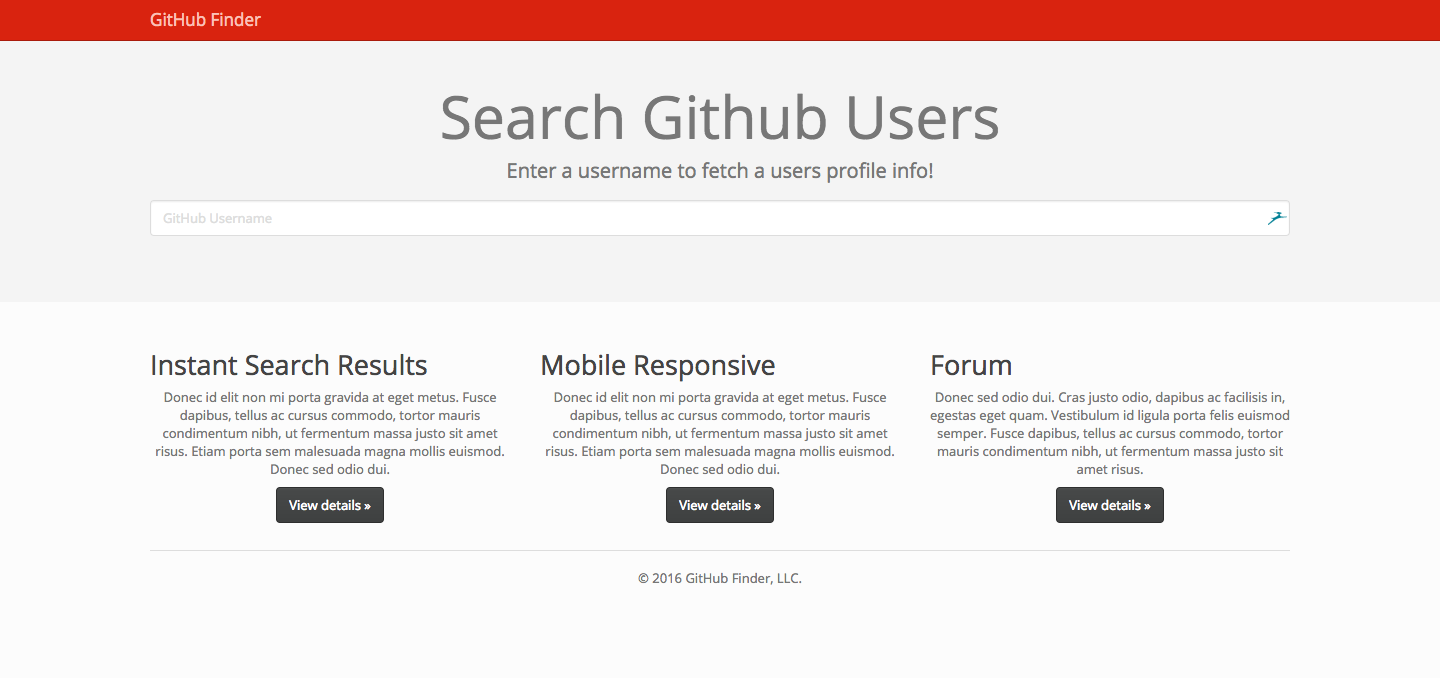 GitHub Finder
Search Github Users
Enter a username to fetch a users profile info!
GitHub Username
Instant Search Results
Donec id elit non mi porta gravida at eget metus. Fusce
dapibus, tellus ac cursus commodo, tortor mauris
condimentum nibh, ut fermentum massa justo sit amet
risus. Etiam porta sem malesuada magna mollis euismod.
Donec sed odio dui.
View details »
Mobile Responsive
Donec id elit non mi porta gravida at eget metus. Fusce
dapibus, tellus ac cursus commodo, tortor mauris
condimentum nibh, ut fermentum massa justo sit amet
risus. Etiam porta sem malesuada magna mollis euismod.
Donec sed odio dui.
View details »
Forum
Donec sed odio dui. Cras justo odio, dapibus ac facilisis in,
egestas eget quam. Vestibulum id ligula porta felis euismod
semper. Fusce dapibus, tellus ac cursus commodo, tortor
mauris condimentum nibh, ut fermentum massa justo sit
amet risus.
View details »
© 2016 GitHub Finder, LLC.